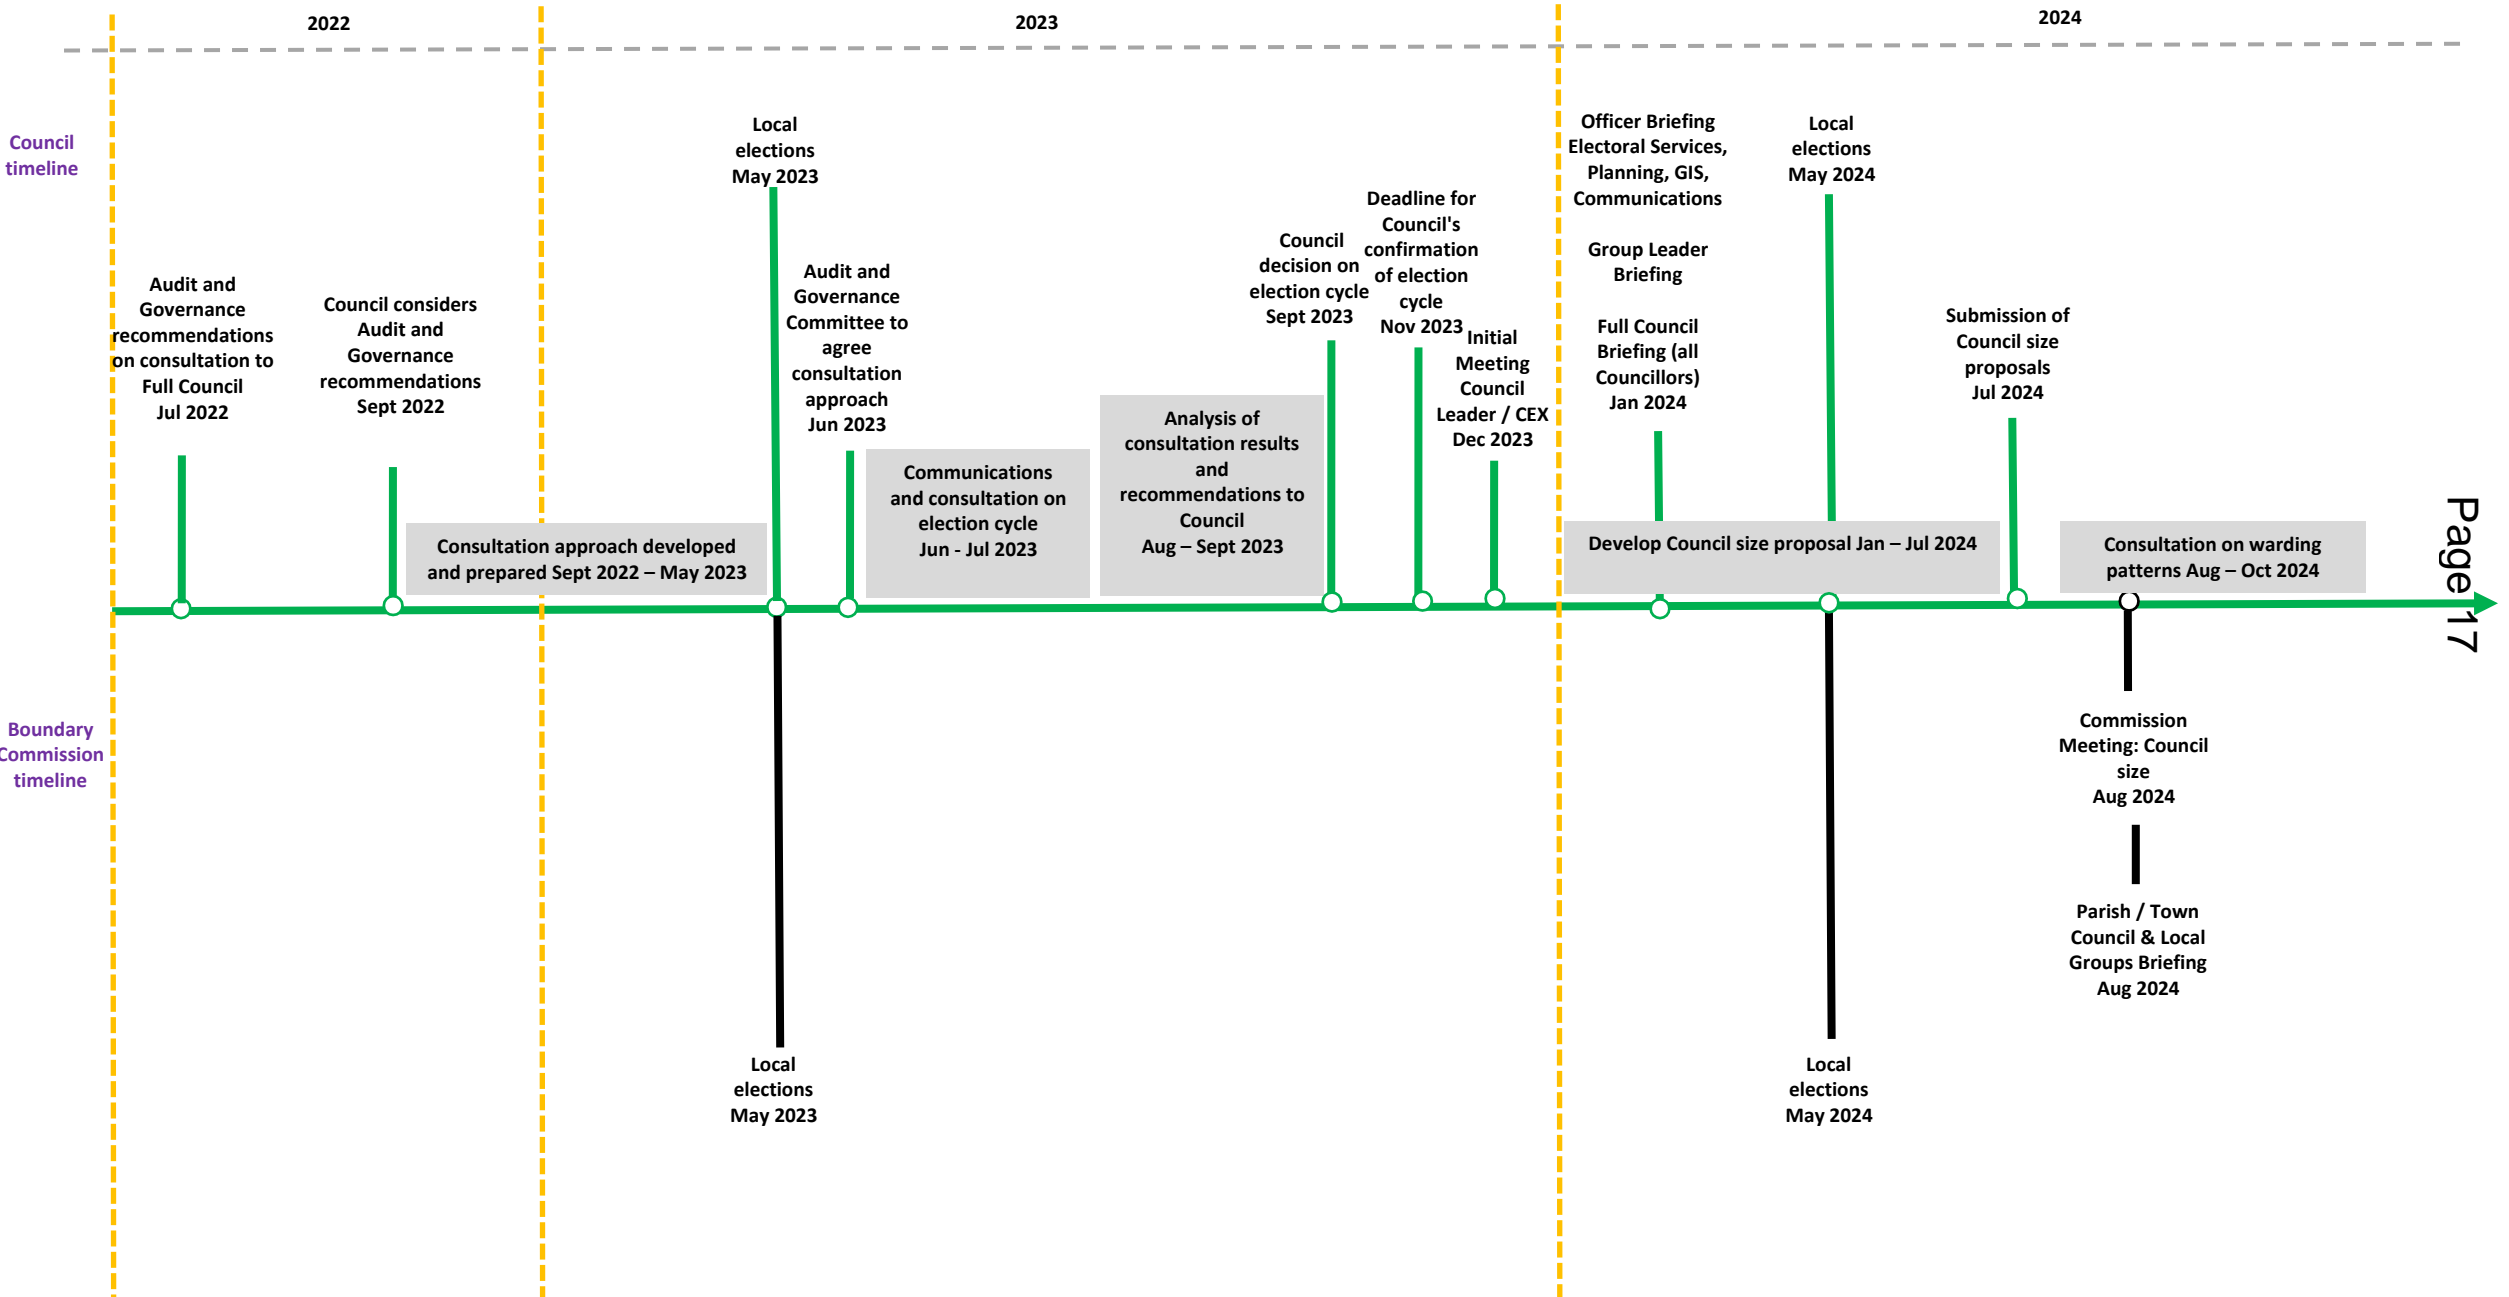 2022
2023
2024
Council
timeline
Audit and
Governance
recommendations
on consultation to
Full Council
Jul 2022
Council considers
Audit and
Governance
recommendations
Sept 2022
Consultation approach developed
and prepared Sept 2022 – May 2023
Local
elections
May 2023
Audit and
Governance
Committee to
agree
consultation
approach
Jun 2023
Communications
and consultation on
election cycle
Jun - Jul 2023
Analysis of
consultation results
and
recommendations to
Council
Aug – Sept 2023
Council
decision on
election cycle
Sept 2023
Deadline for
Council's
confirmation
of election
cycle
Nov 2023
Initial
Meeting
Council
Leader / CEX
Dec 2023
Officer Briefing
Electoral Services,
Planning, GIS,
Communications
Group Leader
Briefing
Full Council
Briefing (all
Councillors)
Jan 2024
Develop Council size proposal Jan – Jul 2024
Local
elections
May 2024
Submission of
Council size
proposals
Jul 2024
Consultation on warding
patterns Aug – Oct 2024
Page 17
Boundary
Commission
timeline
Local
elections
May 2023
Local
elections
May 2024
Commission
Meeting: Council
size
Aug 2024
Parish / Town
Council & Local
Groups Briefing
Aug 2024